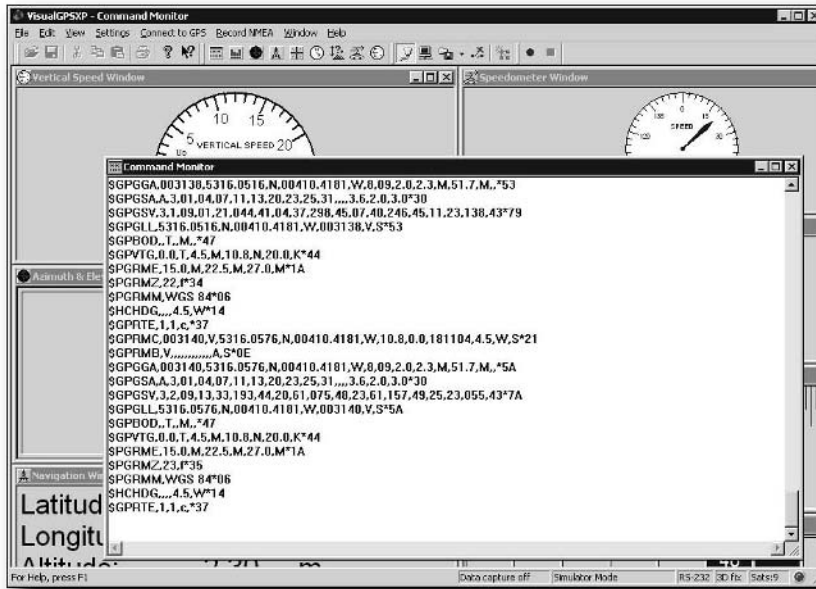 VisualGPSXP - Command Monitor
File Edit View Settings Connect to GPS Record NMEA Window Help
Vertical Speed Window
Speedometer Window
5 10 15 20
Up
VERTICAL SPEED
0 15 30
120 135
SPEED
Command Monitor
$GPGGA,003138,5316.0516,N,00410.4181,W,8,09,2.0,2.3,M,51.7,M,,*53
$GPGSA,A,3,01,04,07,11,13,20,23,25,31,,,,3.6,2.0,3.0*30
$GPGSV,3,1,09,01,21,044,41,04,37,298,45,07,40,246,45,11,23,138,43*79
$GPGLL,5316.0516,N,00410.4181,W,003138,V,S*53
$GPBOD,,T,,M,,*47
$GPVTG,0.0,T,4.5,M,10.8,N,20.0,K*44
$PGRME,15.0,M,22.5,M,27.0,M*1A
$PGRMZ,22,f*34
$PGRMM,WGS 84*06
$HCHDG,,,,4.5,W*14
$GPRTE,1,1,c,*37
$GPRMC,003140,V,5316.0576,N,00410.4181,W,10.8,0.0,181104,4.5,W,S*21
$GPRMB,V,,,,,,,,,,,,A,S*0E
$GPGGA,003140,5316.0576,N,00410.4181,W,8,09,2.0,2.3,M,51.7,M,,*5A
$GPGSA,A,3,01,04,07,11,13,20,23,25,31,,,,3.6,2.0,3.0*30
$GPGSV,3,2,09,13,33,193,44,20,61,075,48,23,61,157,49,25,23,055,43*7A
$GPGLL,5316.0576,N,00410.4181,W,003140,V,S*5A
$GPBOD,,T,,M,,*47
$GPVTG,0.0,T,4.5,M,10.8,N,20.0,K*44
$PGRME,15.0,M,22.5,M,27.0,M*1A
$PGRMZ,23,f*35
$PGRMM,WGS 84*06
$HCHDG,,,,4.5,W*14
$GPRTE,1,1,c,*37
Azimuth & Ele
Navigation Wi
Latitud
Longitu
Altitude: 2.30 m
For Help, press F1
Data capture off
Simulator Mode
RS-232
3D fix
Sats:9